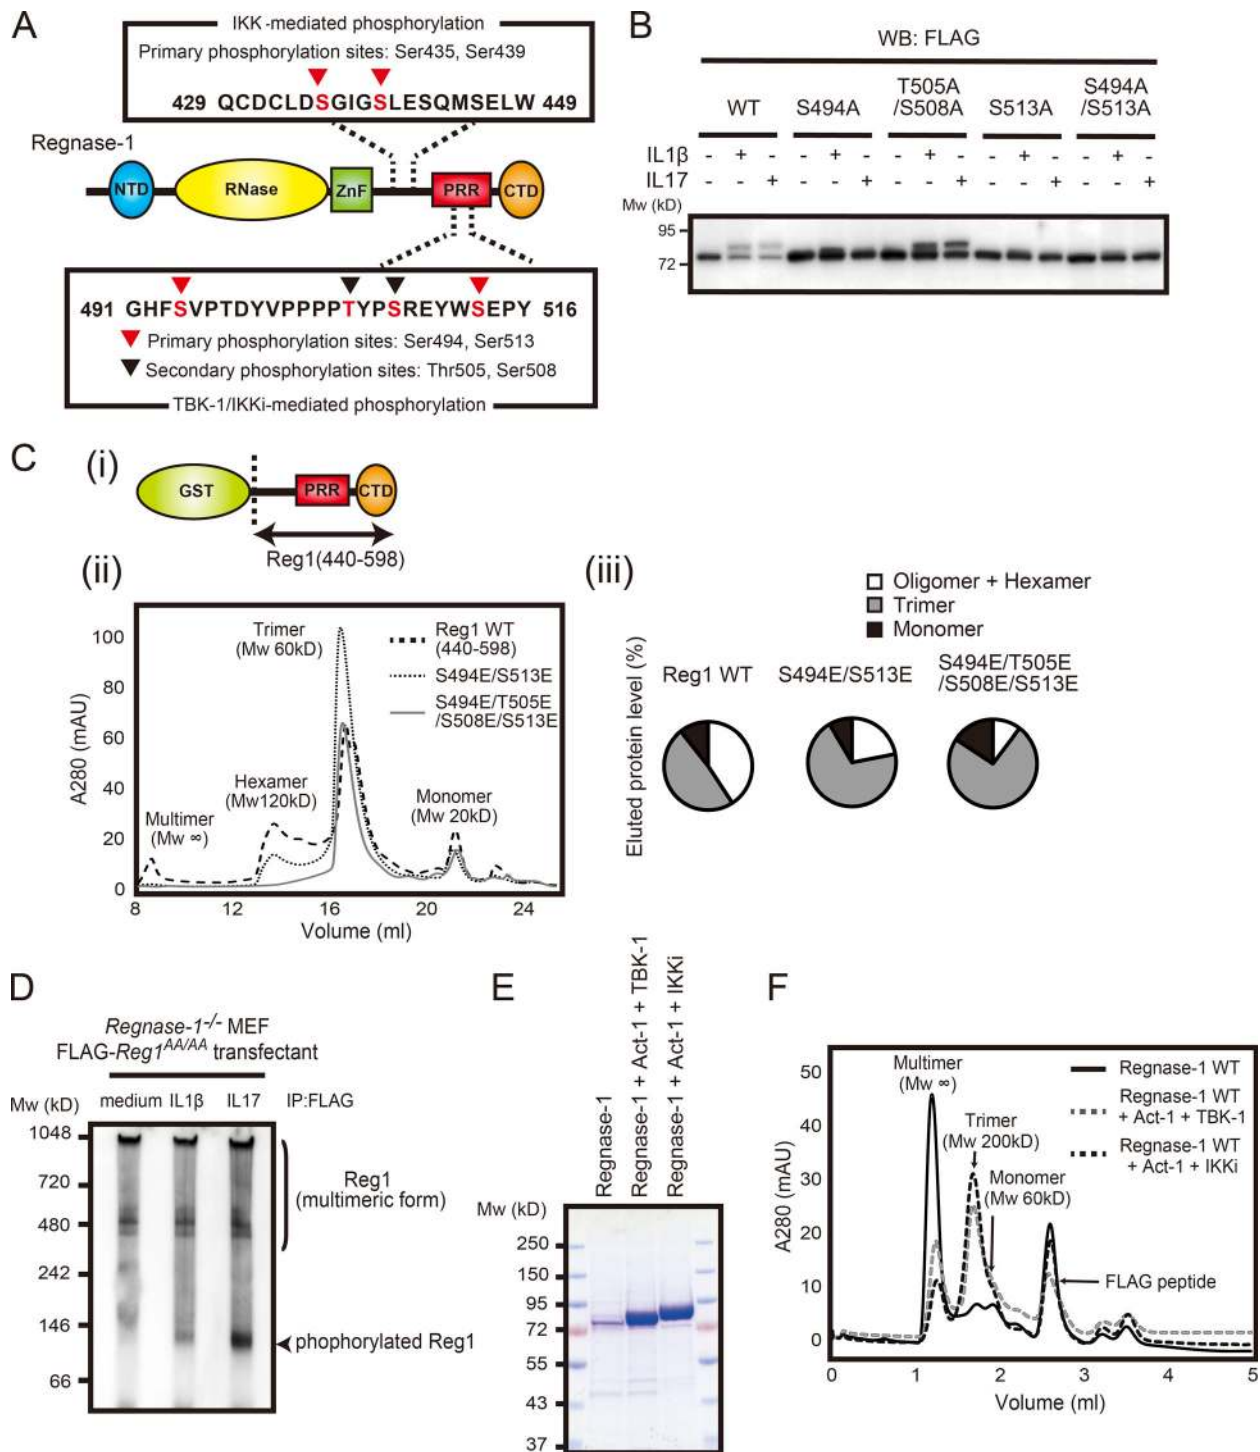 A
IKK-mediated phosphorylation
Primary phosphorylation sites: Ser435, Ser439
429 QCDCLDSGIGSLESQMSELW 449
Regnase-1
NTD
RNase
ZnF
PRR
CTD
491 GHFSVPTDYVPPPPTYPSREYWSEPY 516
Primary phosphorylation sites: Ser494, Ser513
Secondary phosphorylation sites: Thr505, Ser508
TBK-1/IKKi-mediated phosphorylation
B
WB: FLAG
WT
S494A
T505A
/S508A
S513A
S494A
/S513A
IL1β - + - - + - - + - - + - - + -
IL17 - - + - - + - - + - - + - - +
Mw (kD)
95
72
C
(i)
GST
PRR
CTD
Reg1(440-598)
(ii)
A280 (mAU)
100
80
60
40
20
0
8 12 16 20 24
Volume (ml)
Multimer
(Mw ∞)
Hexamer
(Mw120kD)
Trimer
(Mw 60kD)
Monomer
(Mw 20kD)
Reg1 WT
(440-598)
S494E/S513E
S494E/T505E
/S508E/S513E
(iii)
Oligomer + Hexamer
Trimer
Monomer
Eluted protein level (%)
Reg1 WT
S494E/S513E
S494E/T505E
/S508E/S513E
D
Regnase-1-/- MEF
FLAG-Reg1AA/AA transfectant
Mw (kD)
medium IL1β IL17 IP:FLAG
1048
720
480
242
146
66
Reg1
(multimeric form)
phophorylated Reg1
E
Regnase-1
Regnase-1 + Act-1 + TBK-1
Regnase-1 + Act-1 + IKKi
Mw (kD)
250
150
95
72
55
43
37
F
A280 (mAU)
50
40
30
20
10
0
0 1 2 3 4 5
Volume (ml)
Multimer
(Mw ∞)
Trimer
(Mw 200kD)
Monomer
(Mw 60kD)
FLAG peptide
Regnase-1 WT
Regnase-1 WT
+ Act-1 + TBK-1
Regnase-1 WT
+ Act-1 + IKKi